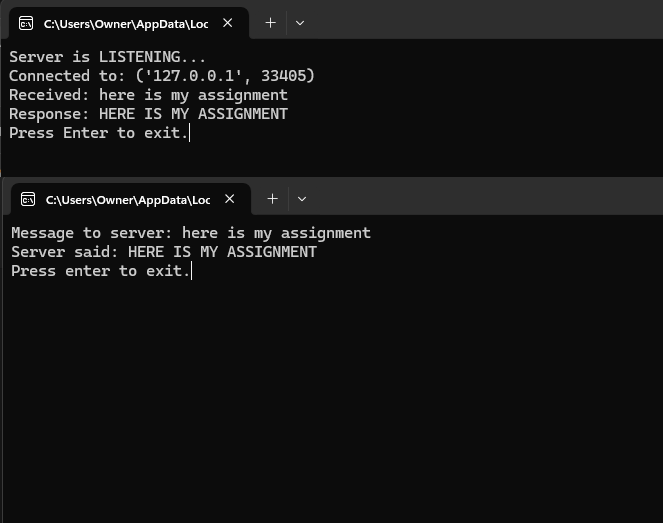 C:\Users\Owner\AppData\Loc
Server is LISTENING...
Connected to: ('127.0.0.1', 33405)
Received: here is my assignment
Response: HERE IS MY ASSIGNMENT
Press Enter to exit.
C:\Users\Owner\AppData\Loc
Message to server: here is my assignment
Server said: HERE IS MY ASSIGNMENT
Press enter to exit.